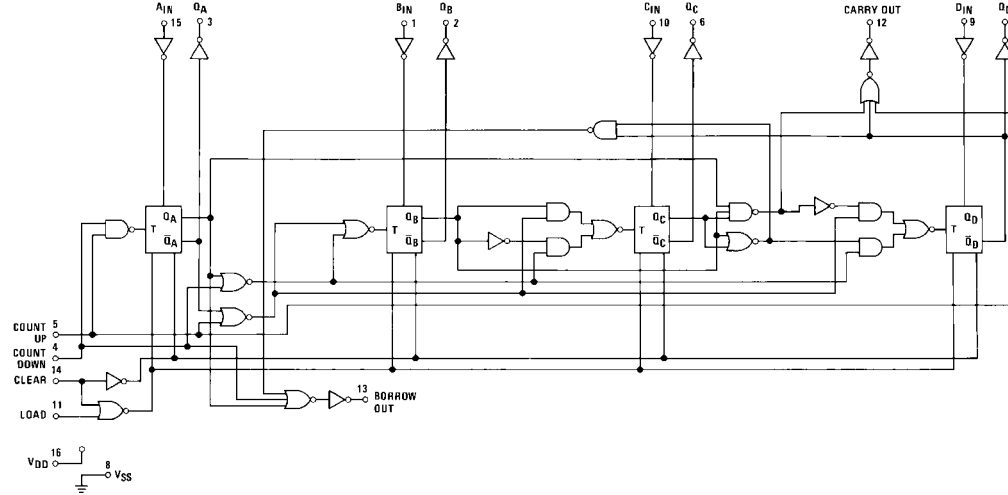 A_IN Q_A B_IN Q_B C_IN Q_C CARRY OUT D_IN
15 3 1 2 10 6 12 9
Q_A Q_B Q_C Q_D
T T T T
Q̅_A Q̅_B Q̅_C D̅_D
COUNT UP 5
COUNT DOWN 4
CLEAR 14
LOAD 11
13 BORROW OUT
V_DD 16
8 V_SS